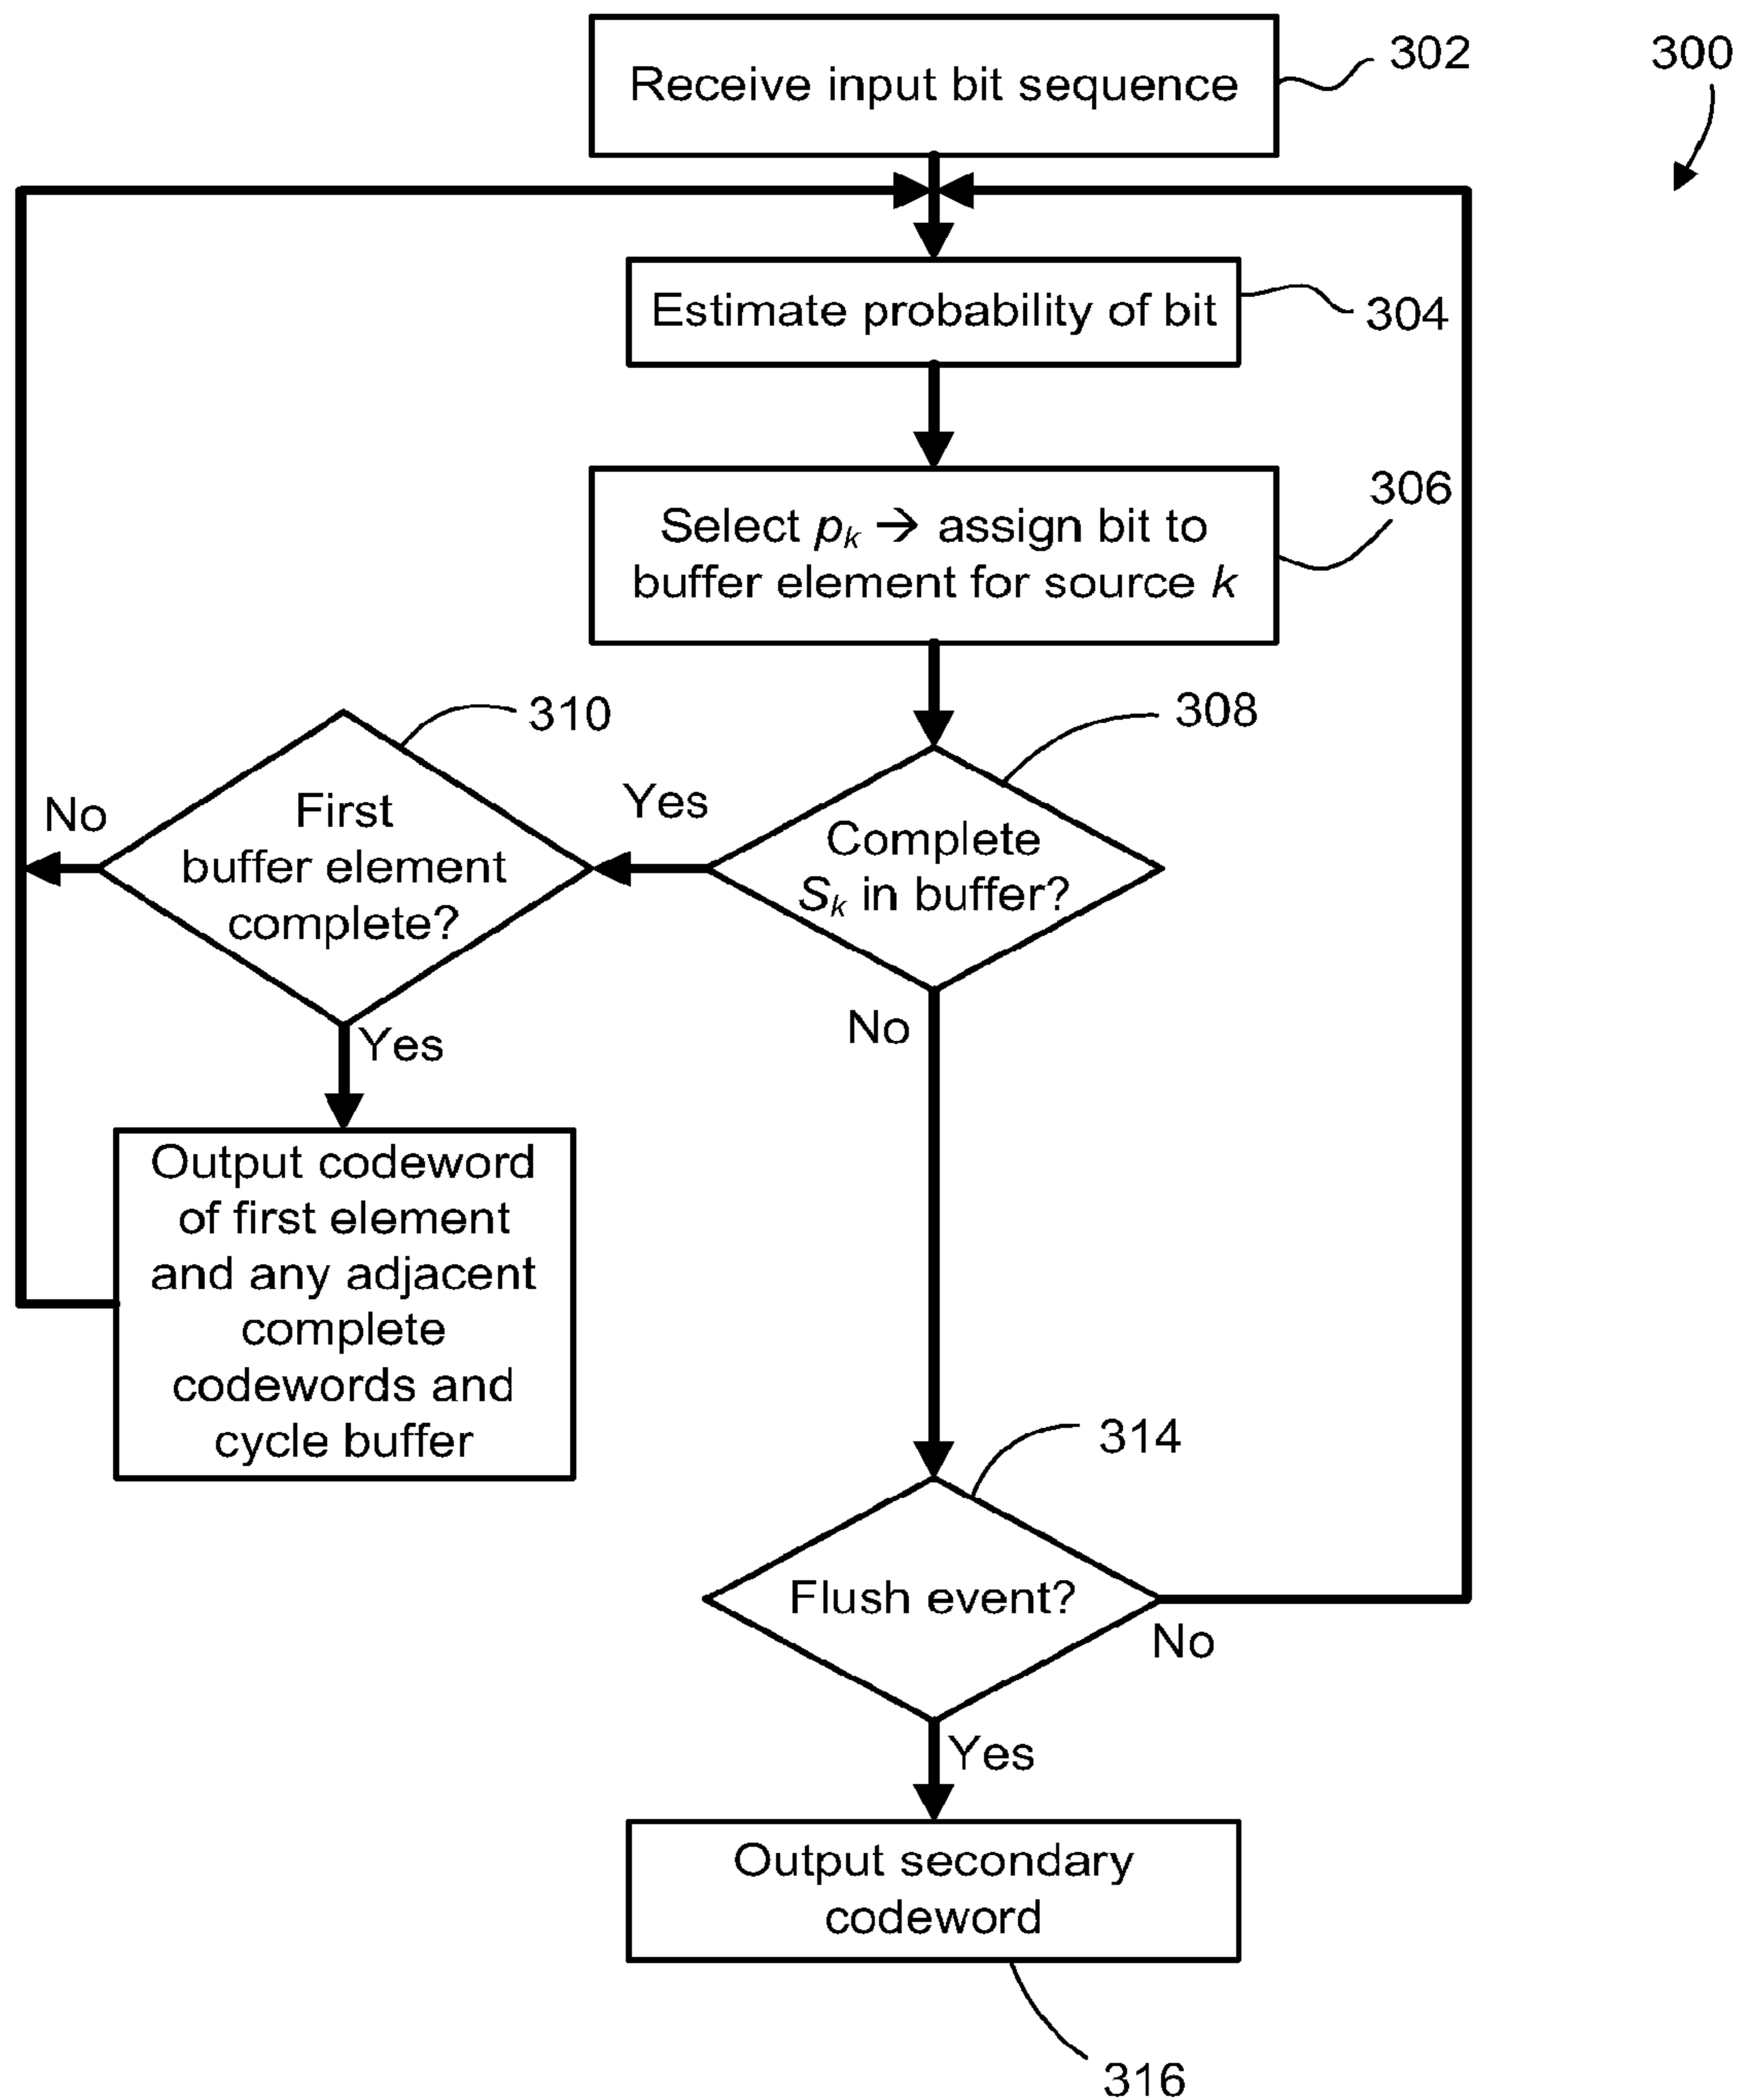 Receive input bit sequence
302
300
Estimate probability of bit
304
Select pk → assign bit to
buffer element for source k
306
308
310
Complete
Sk in buffer?
Yes
No
First
buffer element
complete?
No
Yes
Output codeword
of first element
and any adjacent
complete
codewords and
cycle buffer
314
Flush event?
No
Yes
Output secondary
codeword
316